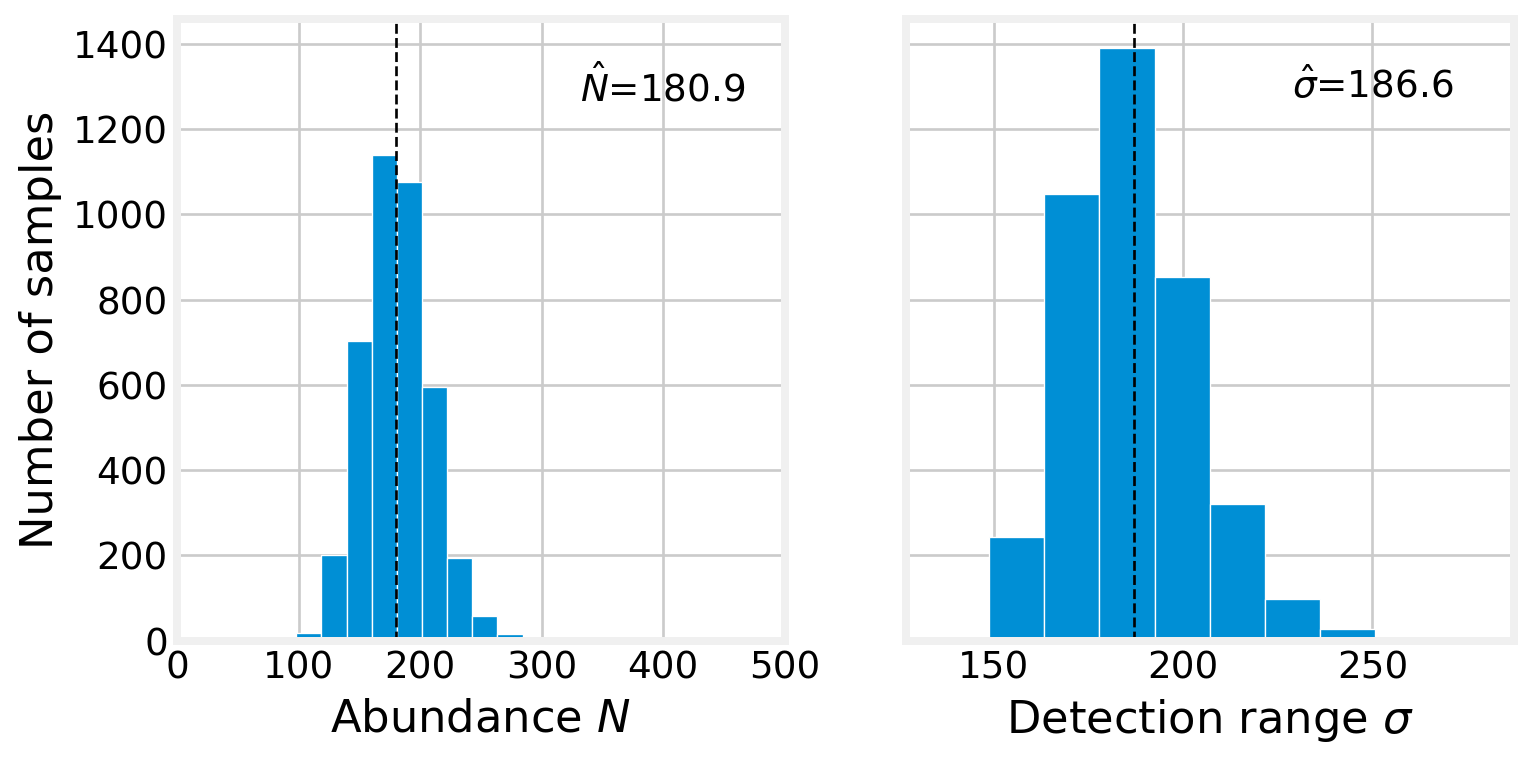 Number of samples
1400
1200
1000
800
600
400
200
0
N̂=180.9
0 100 200 300 400 500
Abundance N
σ̂=186.6
150 200 250
Detection range σ